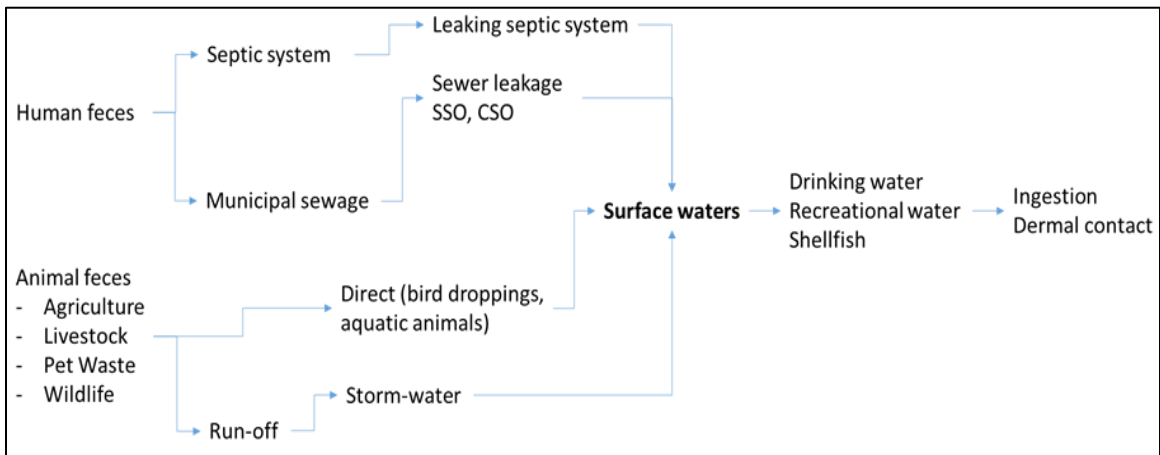 Human feces
Septic system
Leaking septic system
Municipal sewage
Sewer leakage
SSO, CSO
Animal feces
- Agriculture
- Livestock
- Pet Waste
- Wildlife
Direct (bird droppings,
aquatic animals)
Run-off
Storm-water
Surface waters
Drinking water
Recreational water
Shellfish
Ingestion
Dermal contact